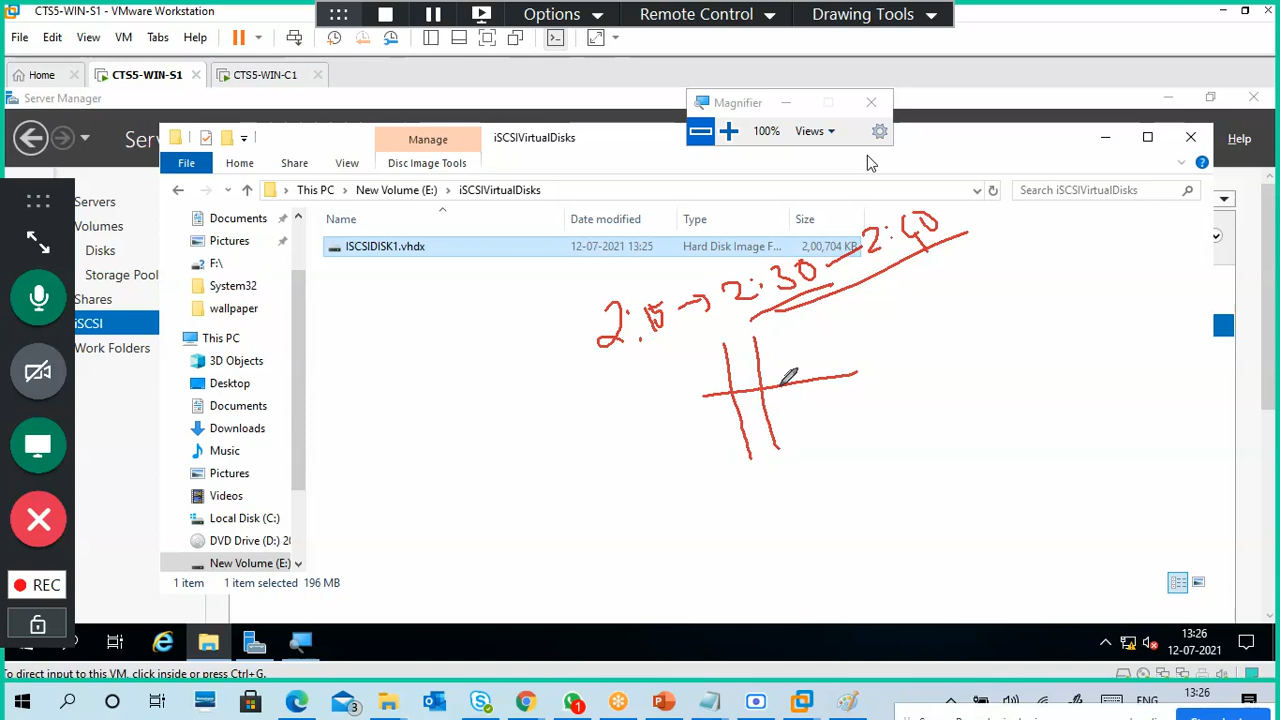 CTS5-WIN-S1 - VMware Workstation
Options
Remote Control
Drawing Tools
File Edit View VM Tabs Help
Home
CTS5-WIN-S1
CTS5-WIN-C1
Server Manager
Magnifier
100% Views
Help
Manage
iSCSIVirtualDisks
File Home Share View Disc Image Tools
This PC New Volume (E:) iSCSIVirtualDisks
Search iSCSIVirtualDisks
Volumes
Disks
Storage Pool
iSCSI
Work Folders
Documents
Pictures
F:\
System32
wallpaper
This PC
3D Objects
Desktop
Documents
Downloads
Music
Pictures
Videos
Local Disk (C:)
DVD Drive (D:) 20
New Volume (E:)
Name Date modified Type Size
ISCSIDISK1.vhdx 12-07-2021 13:25 Hard Disk Image F... 2,00,704 KB
2:15 → 2:30 - 2:40
1 item 1 item selected 196 MB
REC
13:26
12-07-2021
To direct input to this VM, click inside or press Ctrl+G.
3
1
ENG
13:26